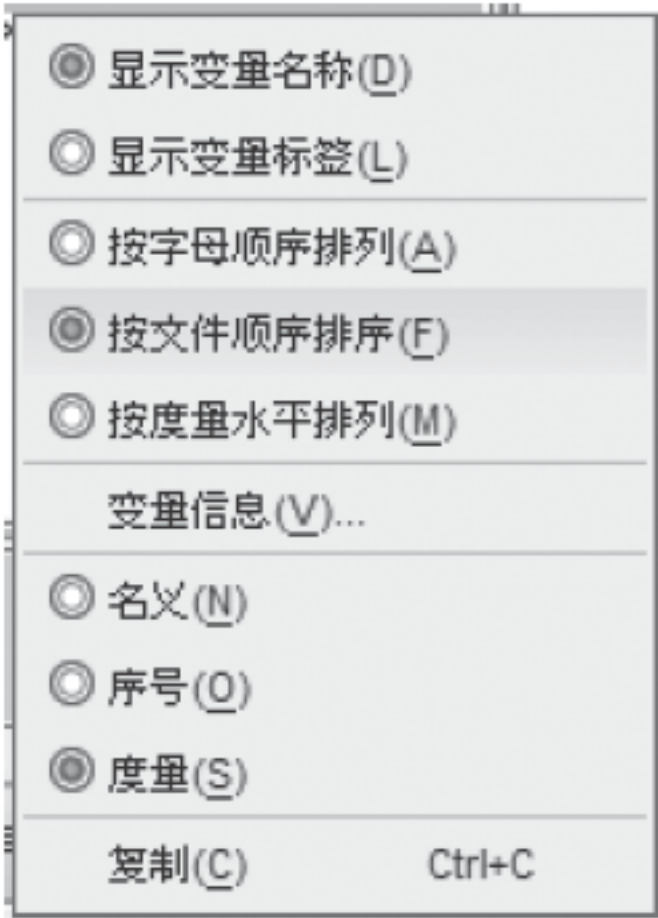 显示变量名称(D)
显示变量标签(L)
按字母顺序排列(A)
按文件顺序排序(F)
按度量水平排列(M)
变量信息(V)...
名义(N)
序号(O)
度量(S)
复制(C) Ctrl+C